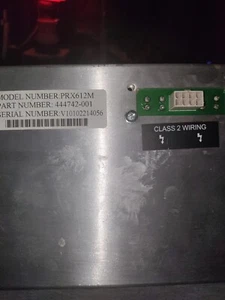 MODEL NUMBER PRX612M
PART NUMBER: 444742-001
SERIAL NUMBER:V10102214056
CLASS 2 WIRING